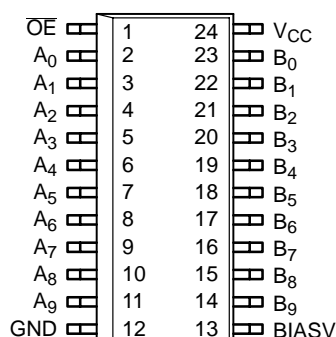 O̅E̅ 1 24 V_CC
A₀ 2 23 B₀
A₁ 3 22 B₁
A₂ 4 21 B₂
A₃ 5 20 B₃
A₄ 6 19 B₄
A₅ 7 18 B₅
A₆ 8 17 B₆
A₇ 9 16 B₇
A₈ 10 15 B₈
A₉ 11 14 B₉
GND 12 13 BIASV